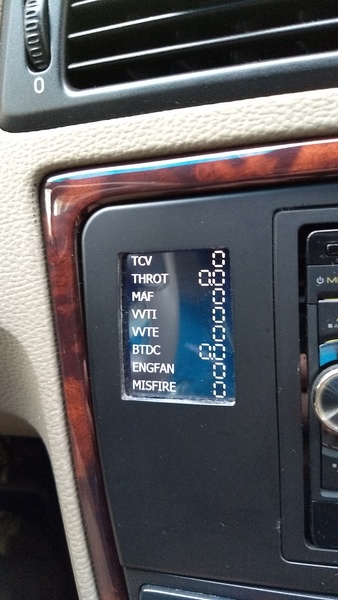 0
TCV 0
THROT 0.0
MAF 0
VVTI 0
VVTE 0
BTDC 0.0
ENGFAN 0
MISFIRE 0